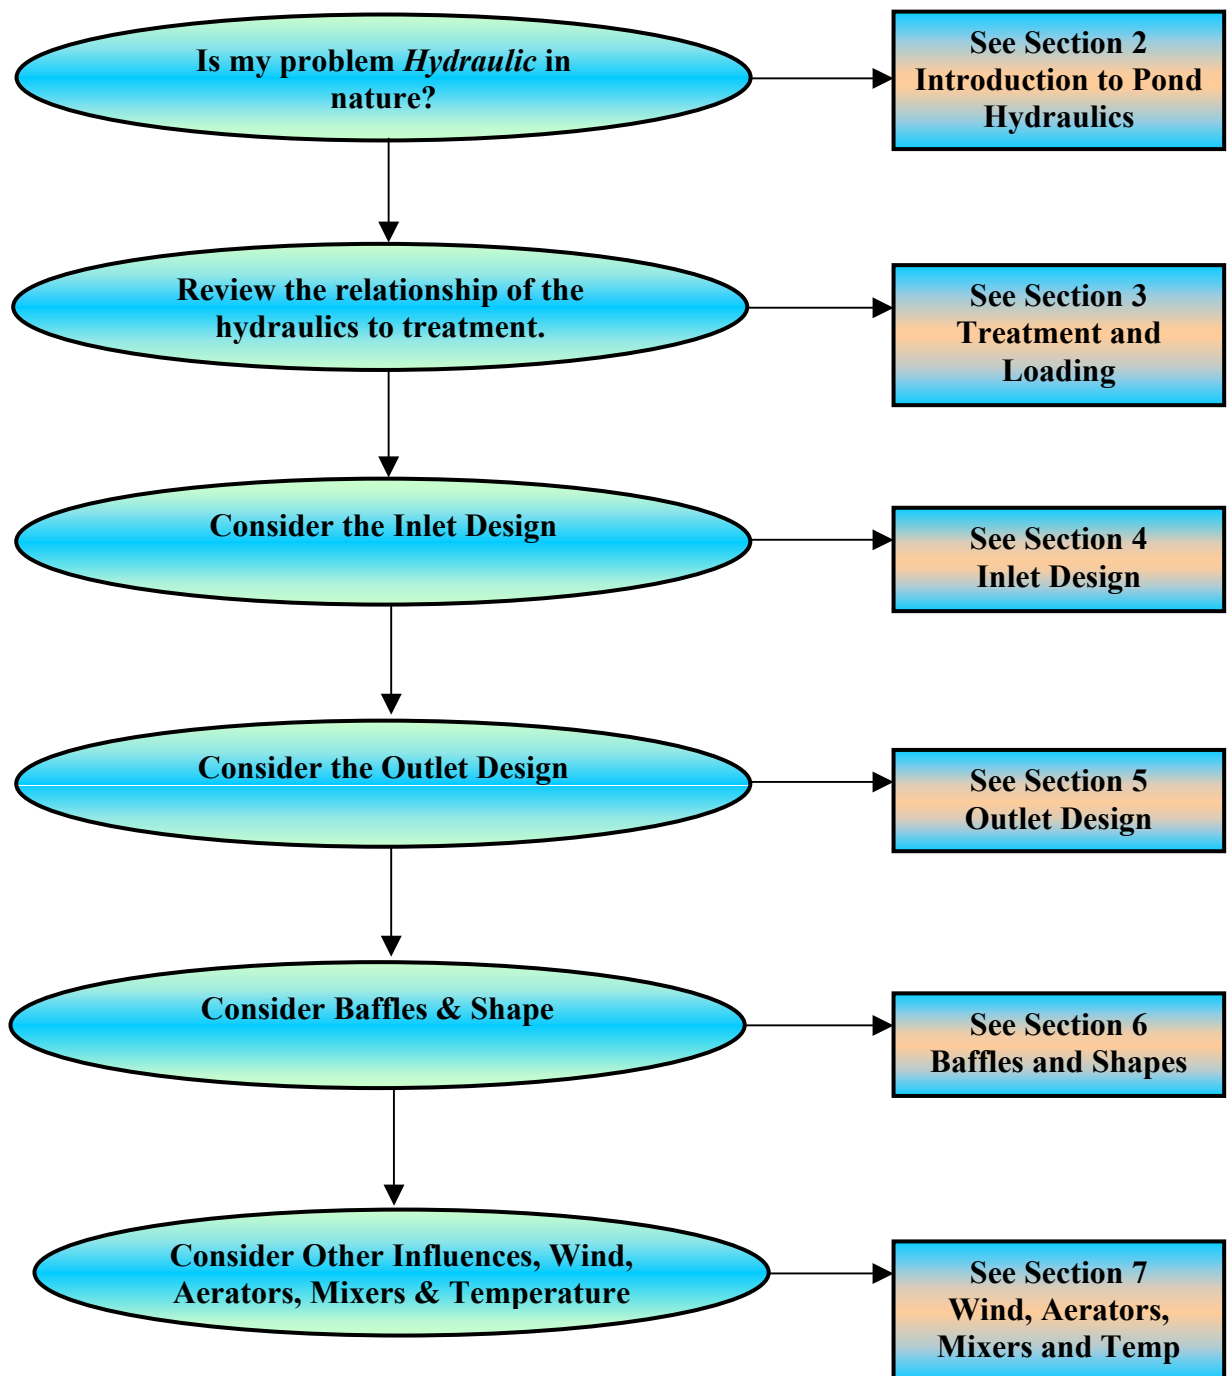 Is my problem Hydraulic in
nature?
See Section 2
Introduction to Pond
Hydraulics
Review the relationship of the
hydraulics to treatment.
See Section 3
Treatment and
Loading
Consider the Inlet Design
See Section 4
Inlet Design
Consider the Outlet Design
See Section 5
Outlet Design
Consider Baffles & Shape
See Section 6
Baffles and Shapes
Consider Other Influences, Wind,
Aerators, Mixers & Temperature
See Section 7
Wind, Aerators,
Mixers and Temp